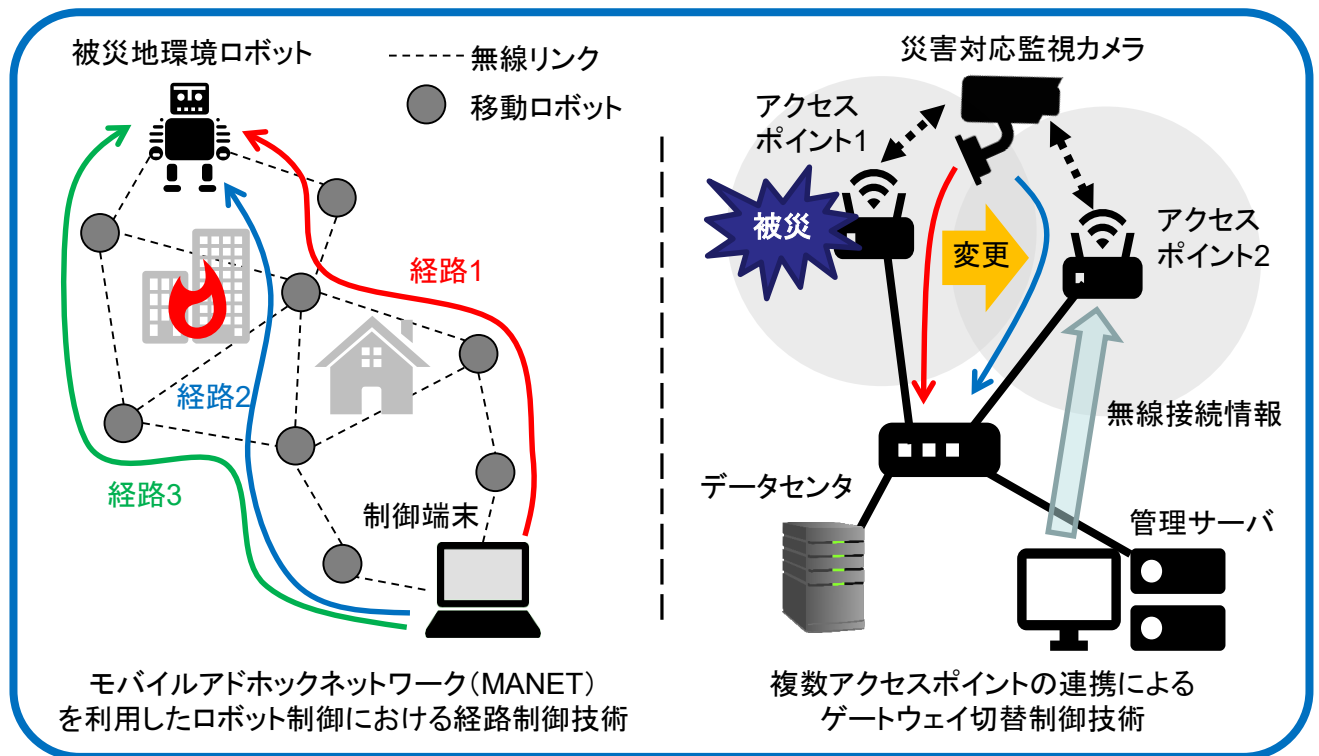 被災地環境ロボット
無線リンク
移動ロボット
経路1
経路2
経路3
制御端末
モバイルアドホックネットワーク（MANET）
を利用したロボット制御における経路制御技術
災害対応監視カメラ
アクセス
ポイント1
被災
変更
アクセス
ポイント2
無線接続情報
データセンタ
管理サーバ
複数アクセスポイントの連携による
ゲートウェイ切替制御技術